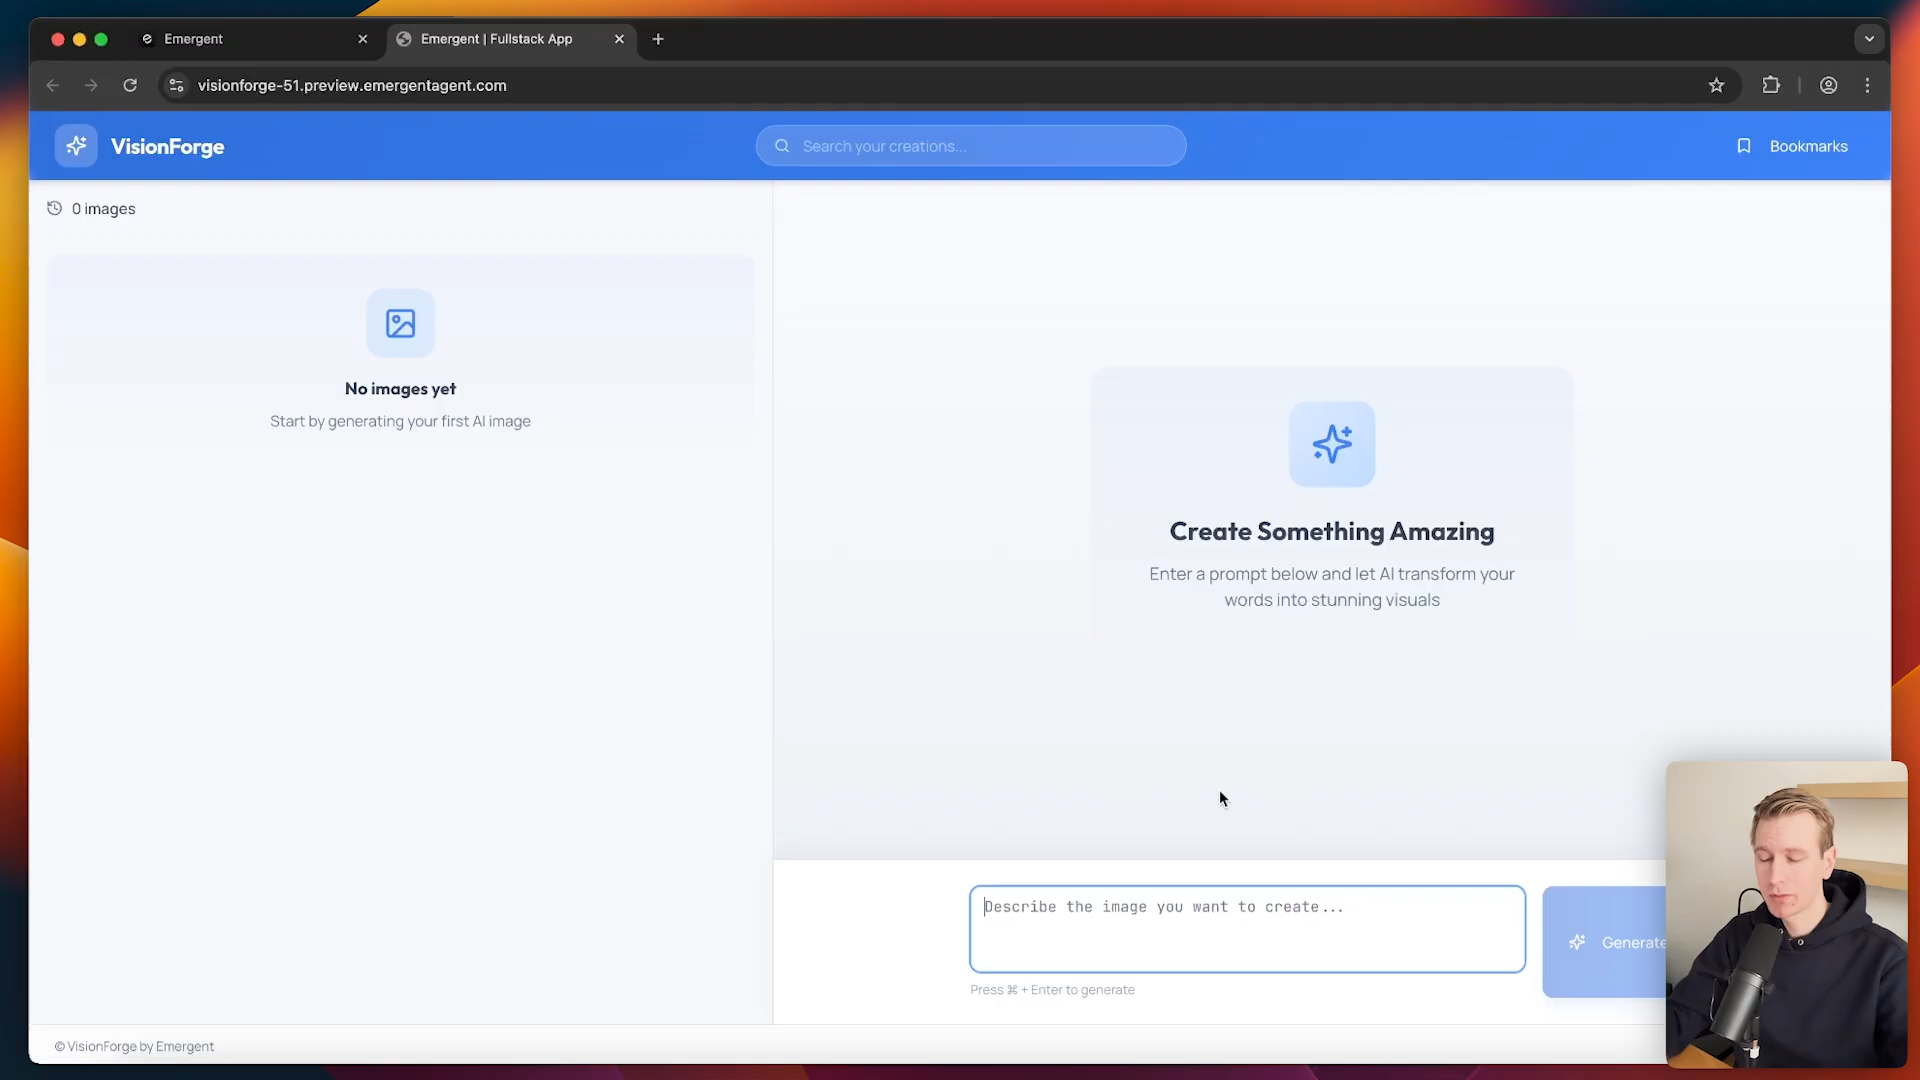 Emergent
Emergent | Fullstack App
visionforge-51.preview.emergentagent.com
VisionForge
Search your creations...
Bookmarks
0 images
No images yet
Start by generating your first AI image
Create Something Amazing
Enter a prompt below and let AI transform your
words into stunning visuals
Describe the image you want to create...
Generate
Press ⌘ + Enter to generate
© VisionForge by Emergent